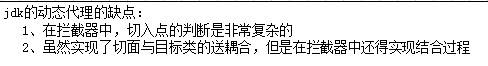 jdk的动态代理的缺点：
1、在拦截器中，切入点的判断是非常复杂的
2、虽然实现了切面与目标类的送耦合，但是在拦截器中还得实现结合过程